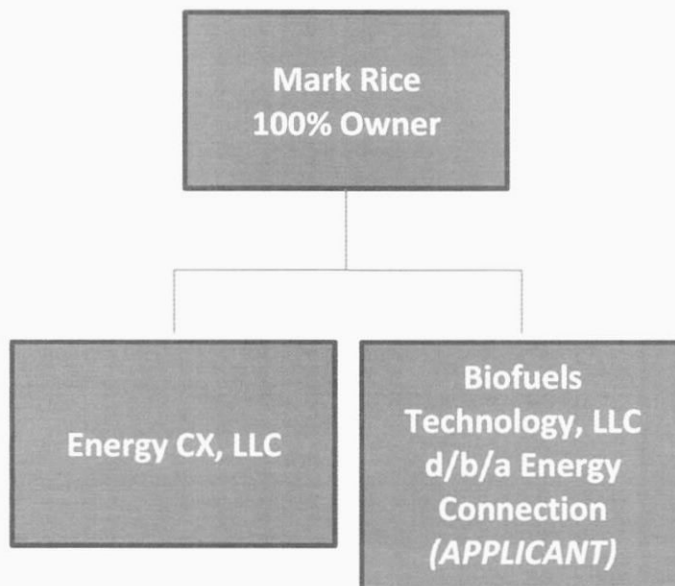 Mark Rice
100% Owner
Energy CX, LLC
Biofuels
Technology, LLC
d/b/a Energy
Connection
(APPLICANT)